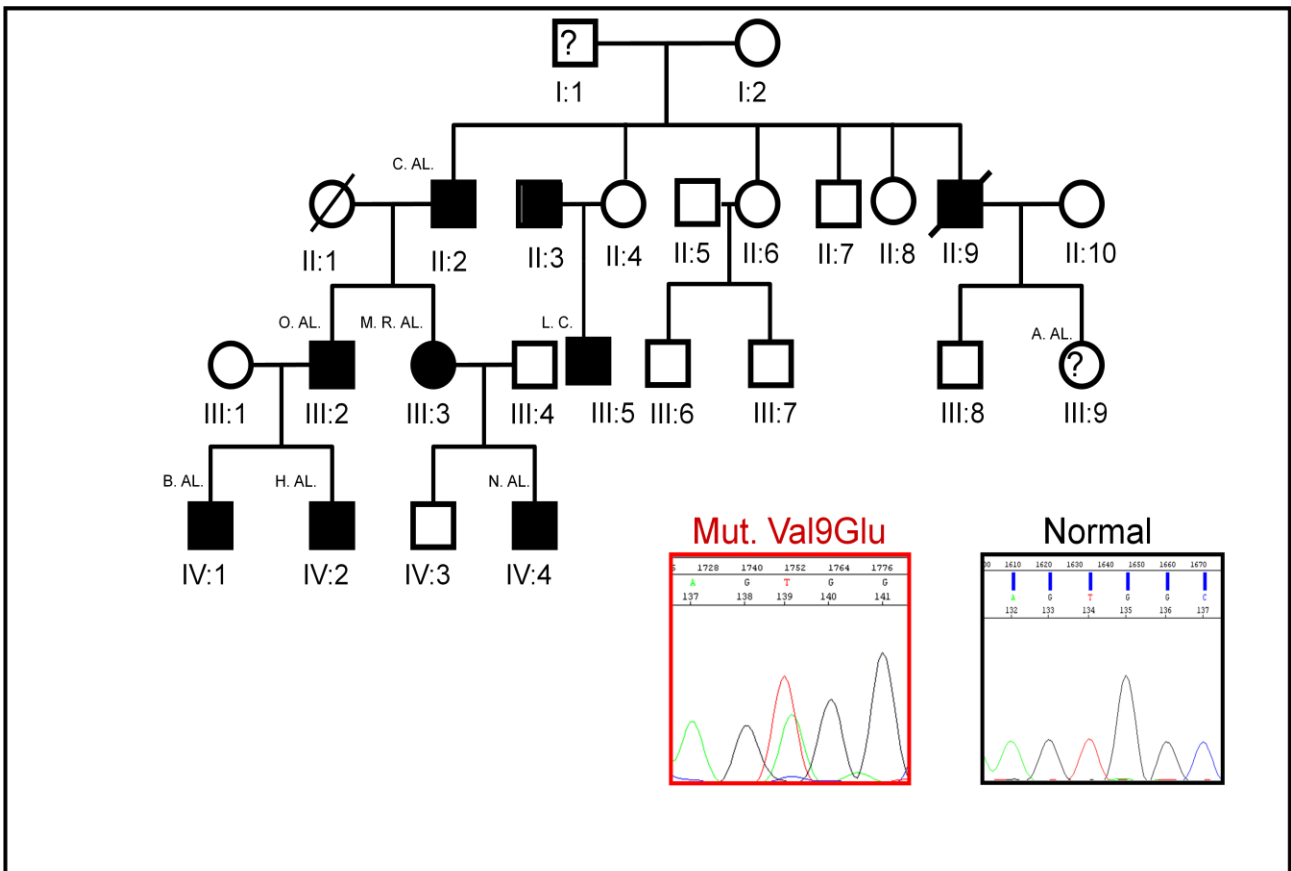 ?
I:1 I:2
C. AL.
II:1 II:2 II:3 II:4 II:5 II:6 II:7 II:8 II:9 II:10
O. AL. M. R. AL. L. C. A. AL.
?
III:1 III:2 III:3 III:4 III:5 III:6 III:7 III:8 III:9
B. AL. H. AL. N. AL.
IV:1 IV:2 IV:3 IV:4
Mut. Val9Glu
1728 1740 1752 1764 1776
A G T G G
137 138 139 140 141
Normal
1610 1620 1630 1640 1650 1660 1670
A G T G G C
132 133 134 135 136 137